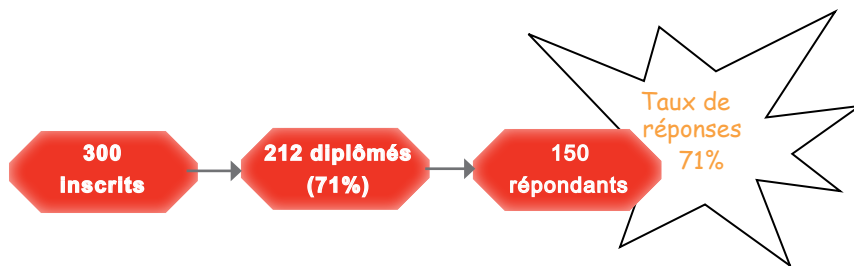 300
inscrits
212 diplômés
(71%)
150
répondants
Taux de
réponses
71%